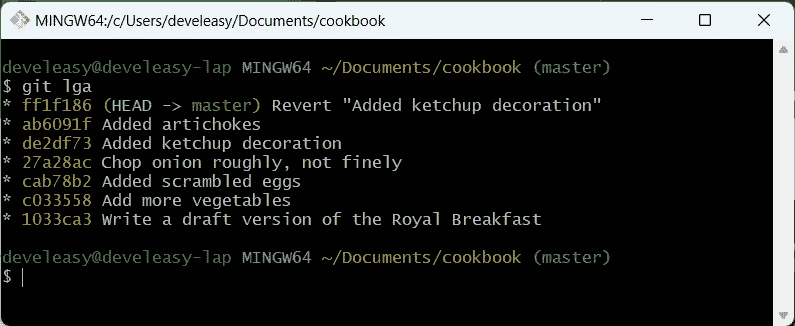 MINGW64:/c/Users/develeasy/Documents/cookbook
develeasy@develeasy-lap MINGW64 ~/Documents/cookbook (master)
$ git lga
* ff1f186 (HEAD -> master) Revert "Added ketchup decoration"
* ab6091f Added artichokes
* de2df73 Added ketchup decoration
* 27a28ac Chop onion roughly, not finely
* cab78b2 Added scrambled eggs
* c033558 Add more vegetables
* 1033ca3 Write a draft version of the Royal Breakfast
develeasy@develeasy-lap MINGW64 ~/Documents/cookbook (master)
$